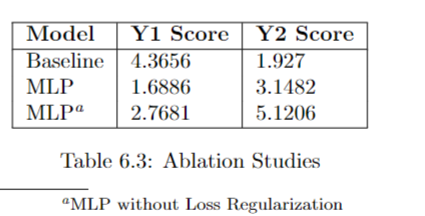 Model Y1 Score Y2 Score
Baseline 4.3656 1.927
MLP 1.6886 3.1482
MLPᵃ 2.7681 5.1206
Table 6.3: Ablation Studies
ᵃMLP without Loss Regularization